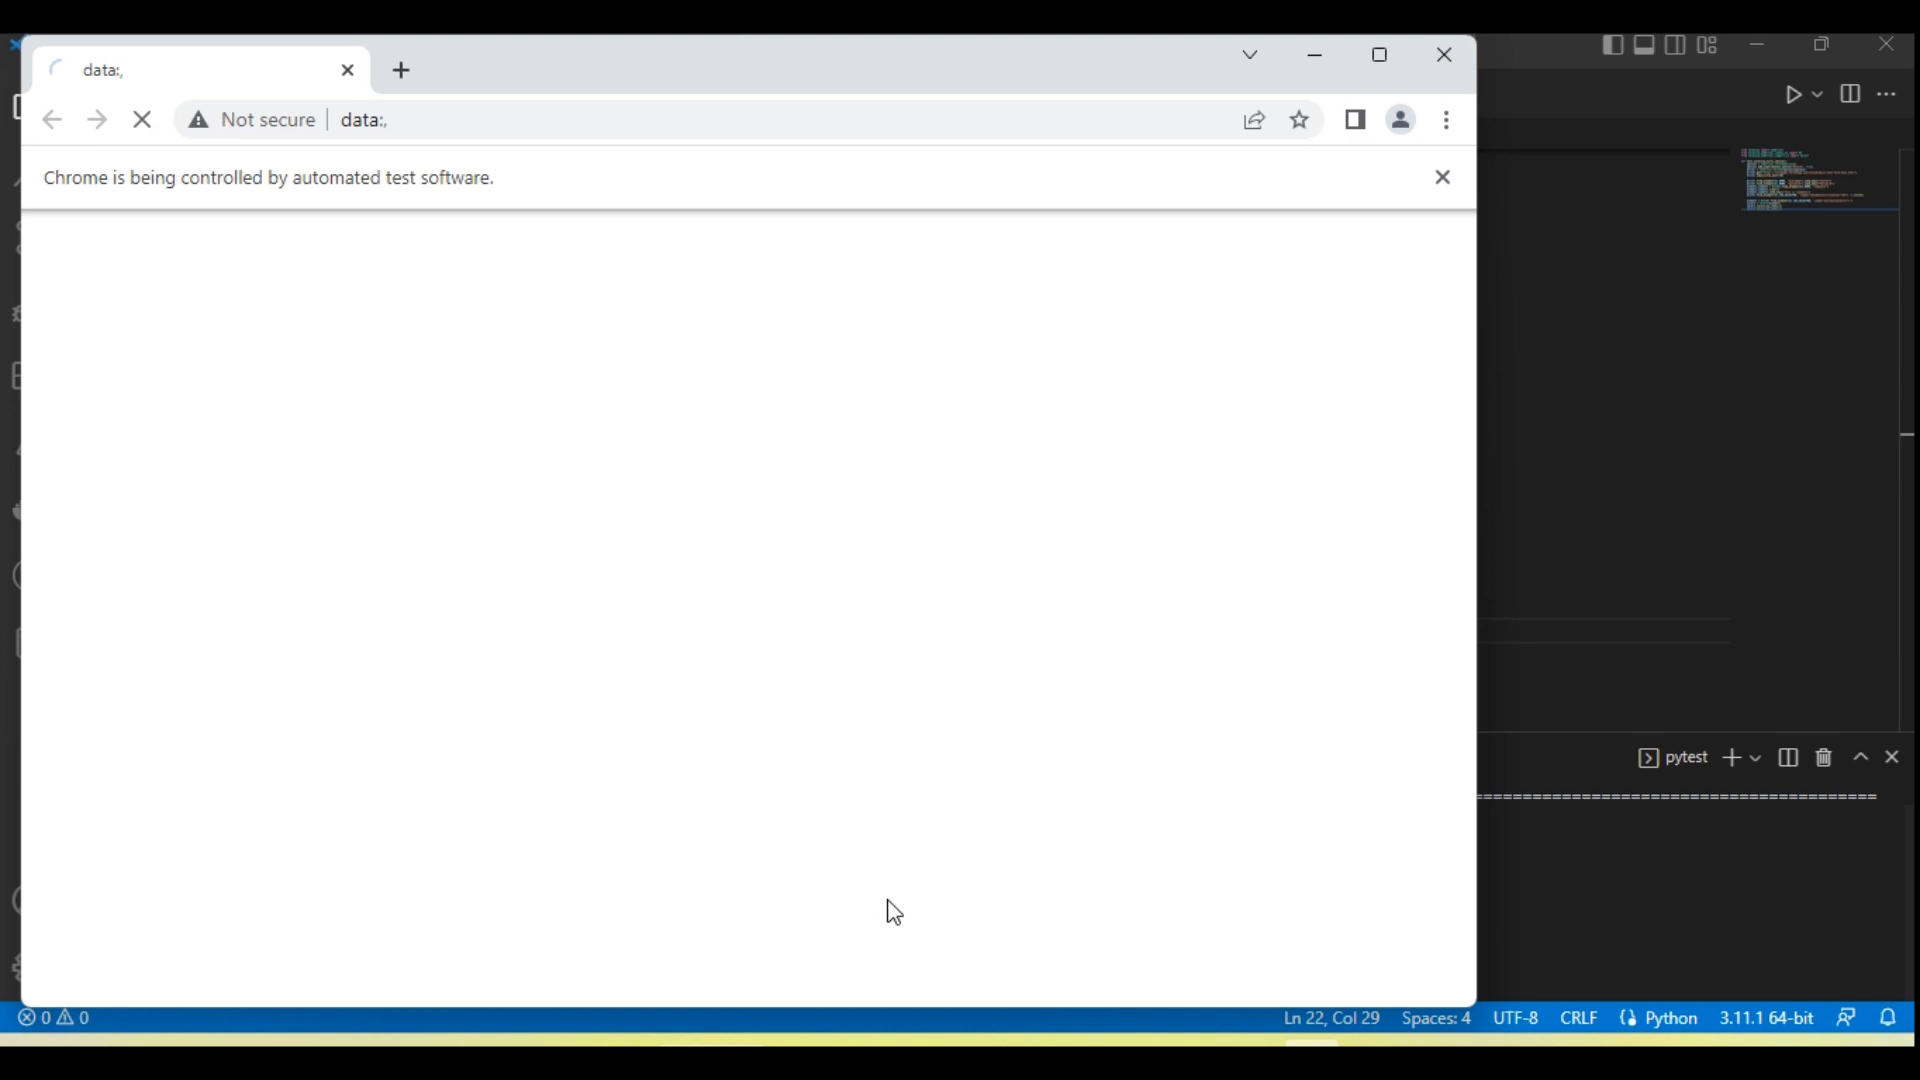 data:,
Not secure | data:,
Chrome is being controlled by automated test software.
pytest
=====================================
0 0
Ln 22, Col 29 Spaces: 4 UTF-8 CRLF Python 3.11.1 64-bit